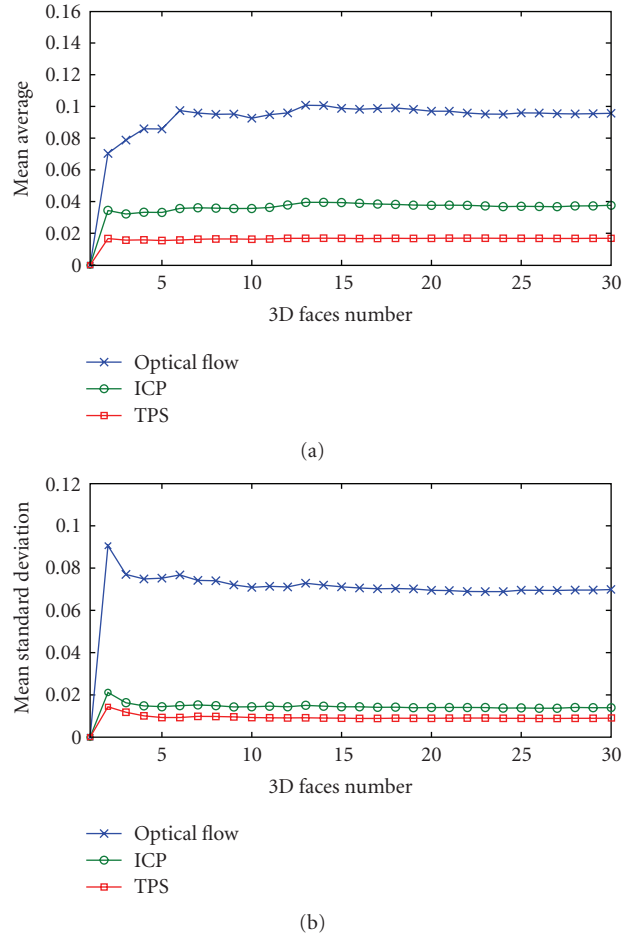 0.16
0.14
0.12
0.1
0.08
0.06
0.04
0.02
0
Mean average
5 10 15 20 25 30
3D faces number
Optical flow
ICP
TPS
(a)
0.12
0.1
0.08
0.06
0.04
0.02
0
Mean standard deviation
5 10 15 20 25 30
3D faces number
Optical flow
ICP
TPS
(b)